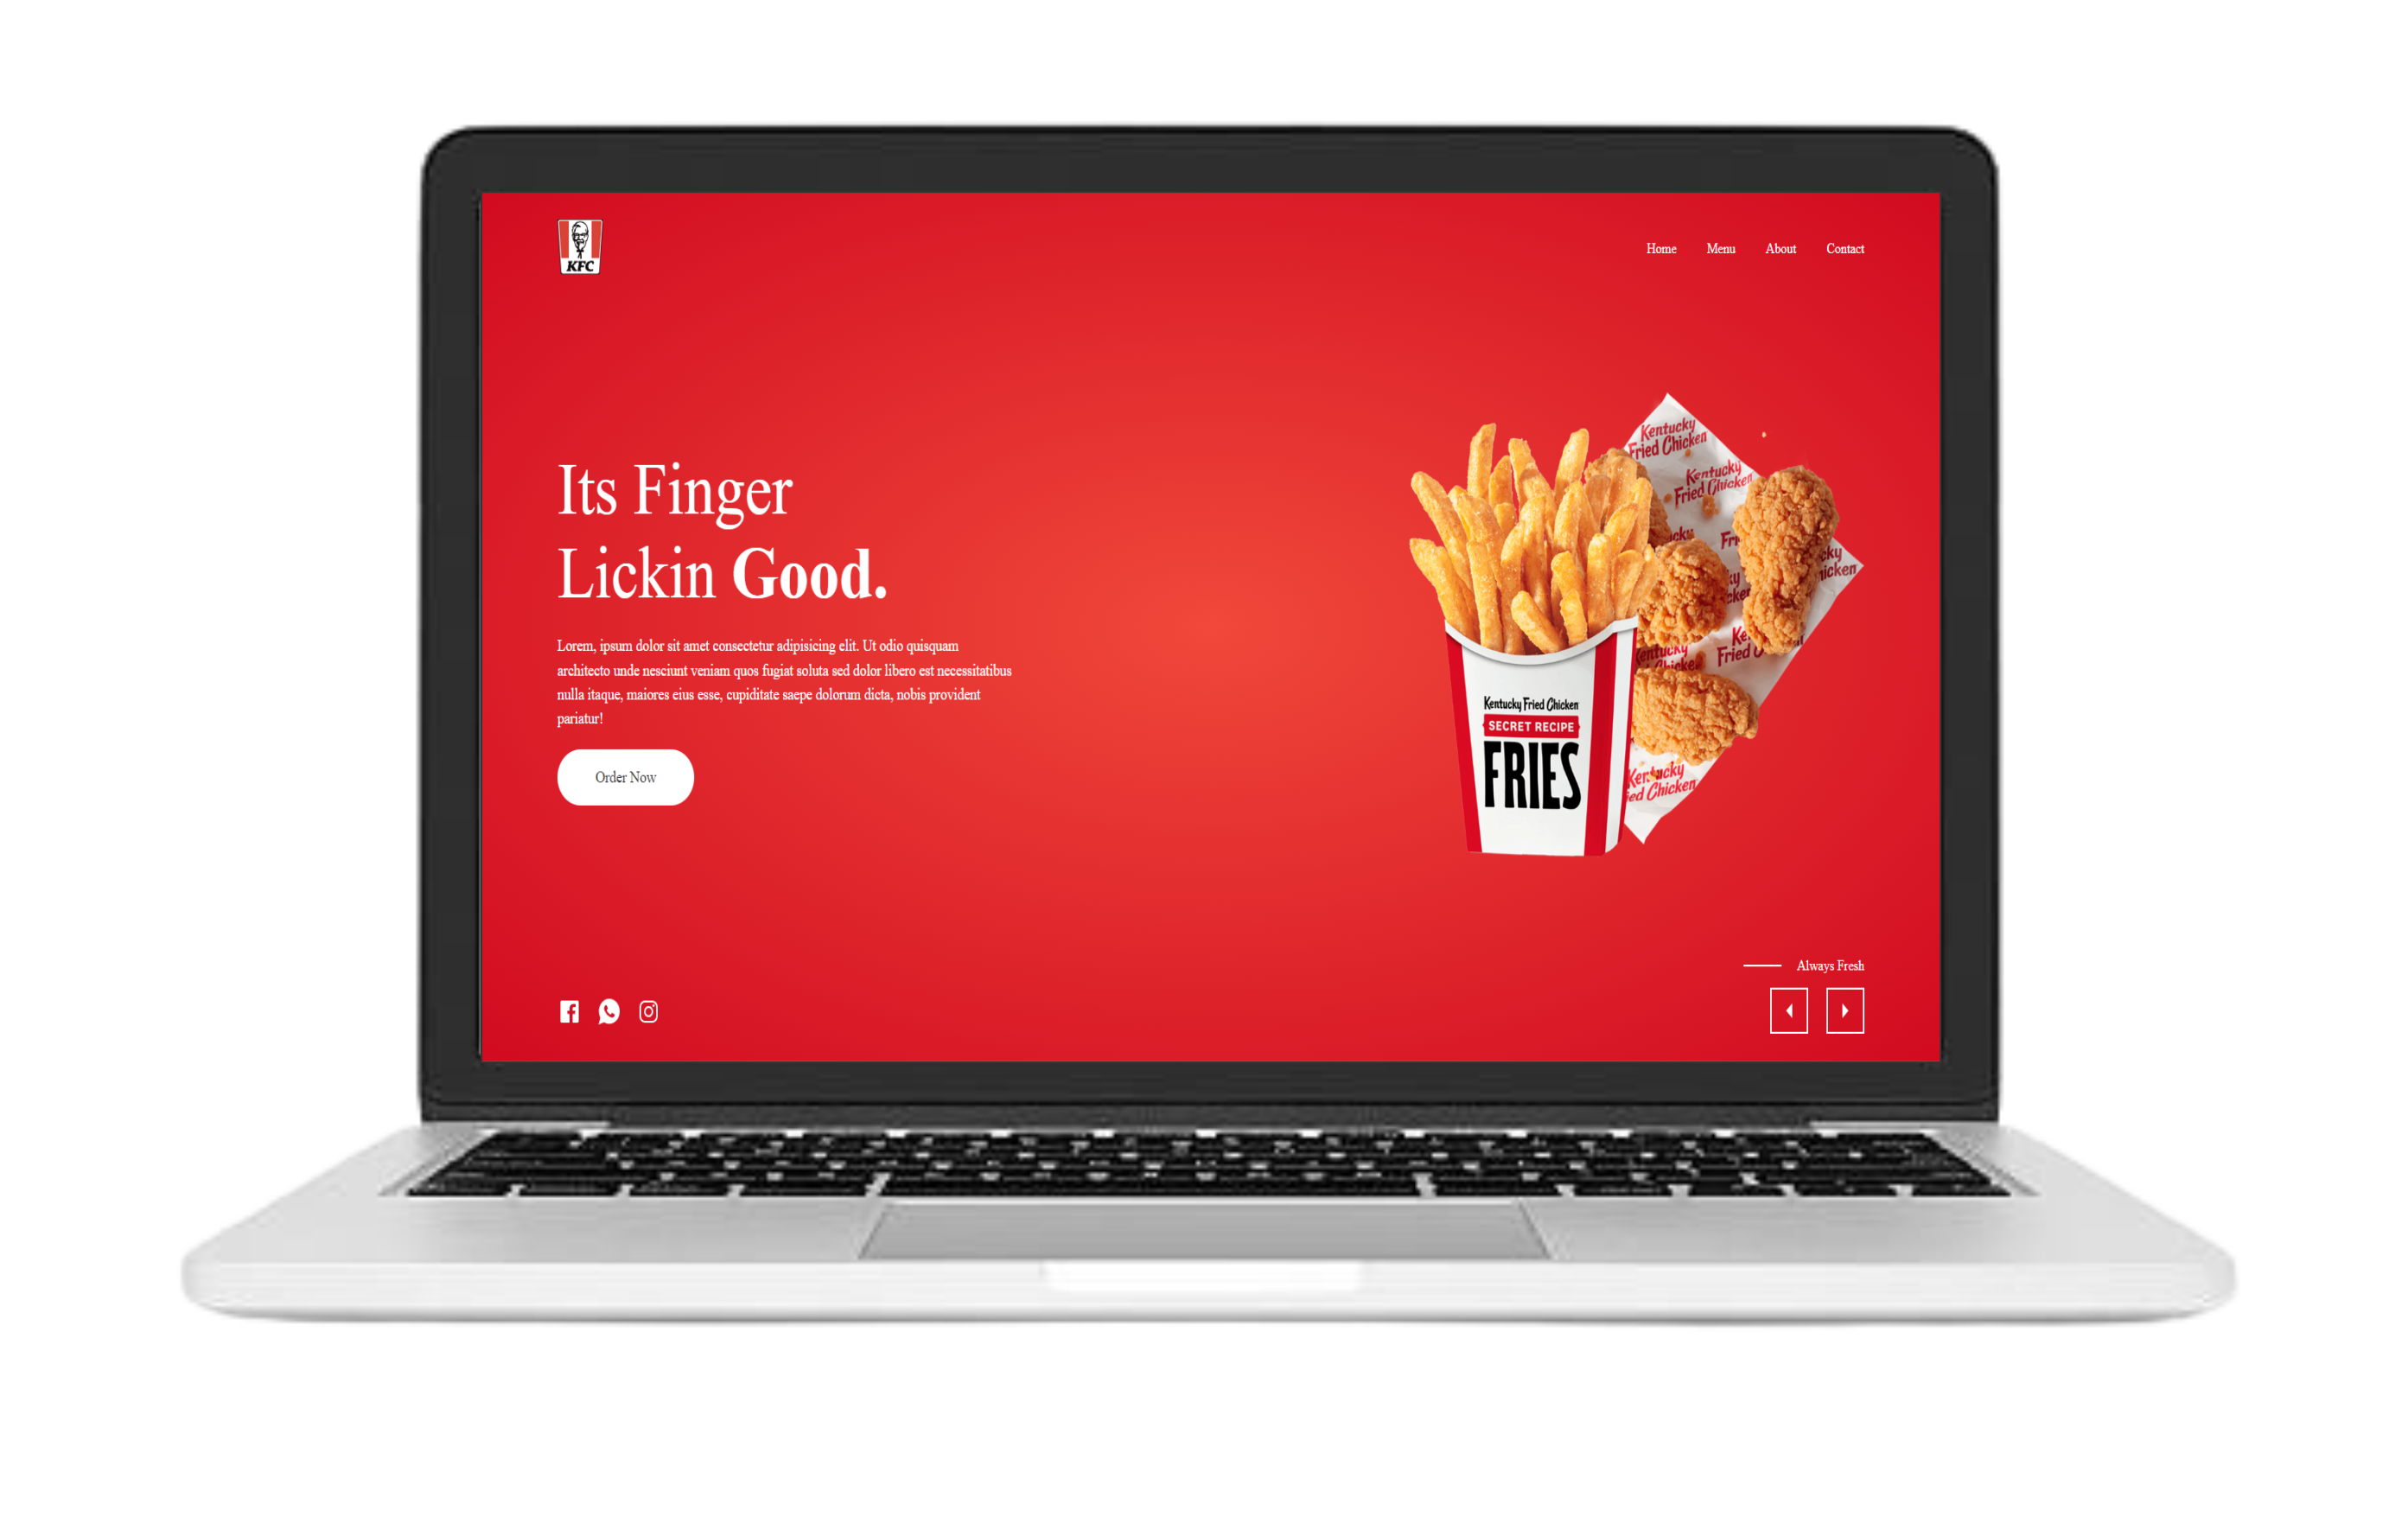 KFC
Home Menu About Contact
Its Finger
Lickin Good.
Lorem, ipsum dolor sit amet consectetur adipisicing elit. Ut odio quisquam
architecto unde nesciunt veniam quos fugiat soluta sed dolor libero est necessitatibus
nulla itaque, maiores eius esse, cupiditate saepe dolorum dicta, nobis provident
pariatur!
Order Now
Kentucky
Fried Chicken
Kentucky
Fried Chicken
Kentucky Fried Chicken
SECRET RECIPE
FRIES
Kentucky
Chicken
Always Fresh